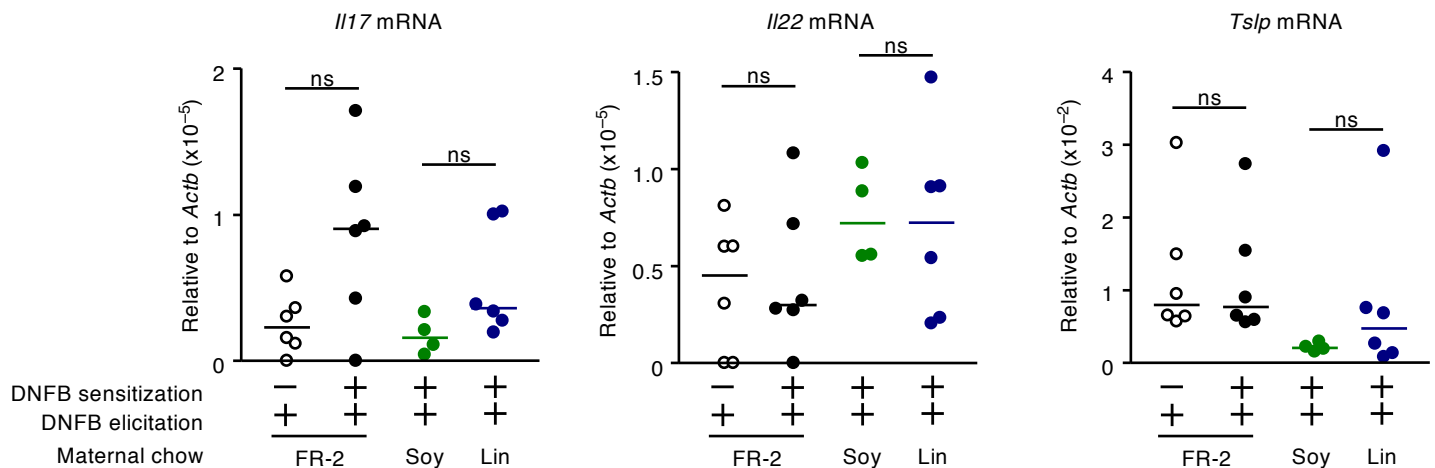 Il17 mRNA
Relative to Actb (x10⁻⁵)
2
1
0
ns
ns
Il22 mRNA
Relative to Actb (x10⁻⁵)
1.5
1.0
0.5
0
ns
ns
Tslp mRNA
Relative to Actb (x10⁻²)
4
3
2
1
0
ns
ns
DNFB sensitization − + + + − + + + − + + +
DNFB elicitation + + + + + + + + + + + +
Maternal chow FR-2 Soy Lin FR-2 Soy Lin FR-2 Soy Lin